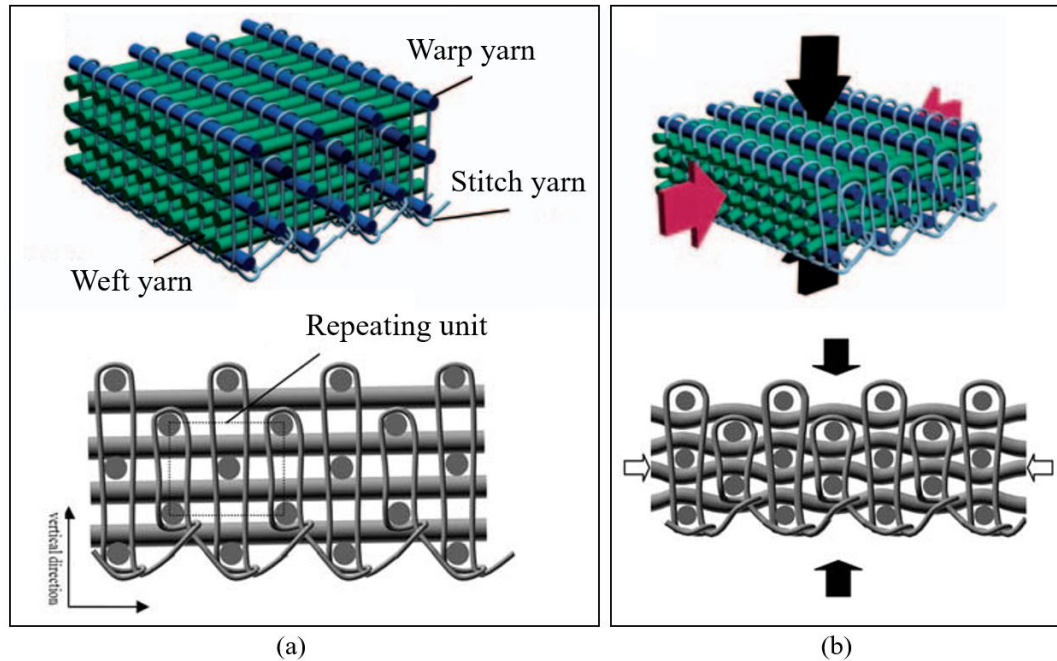 Warp yarn
Stitch yarn
Weft yarn
Repeating unit
vertical direction
(a)
(b)